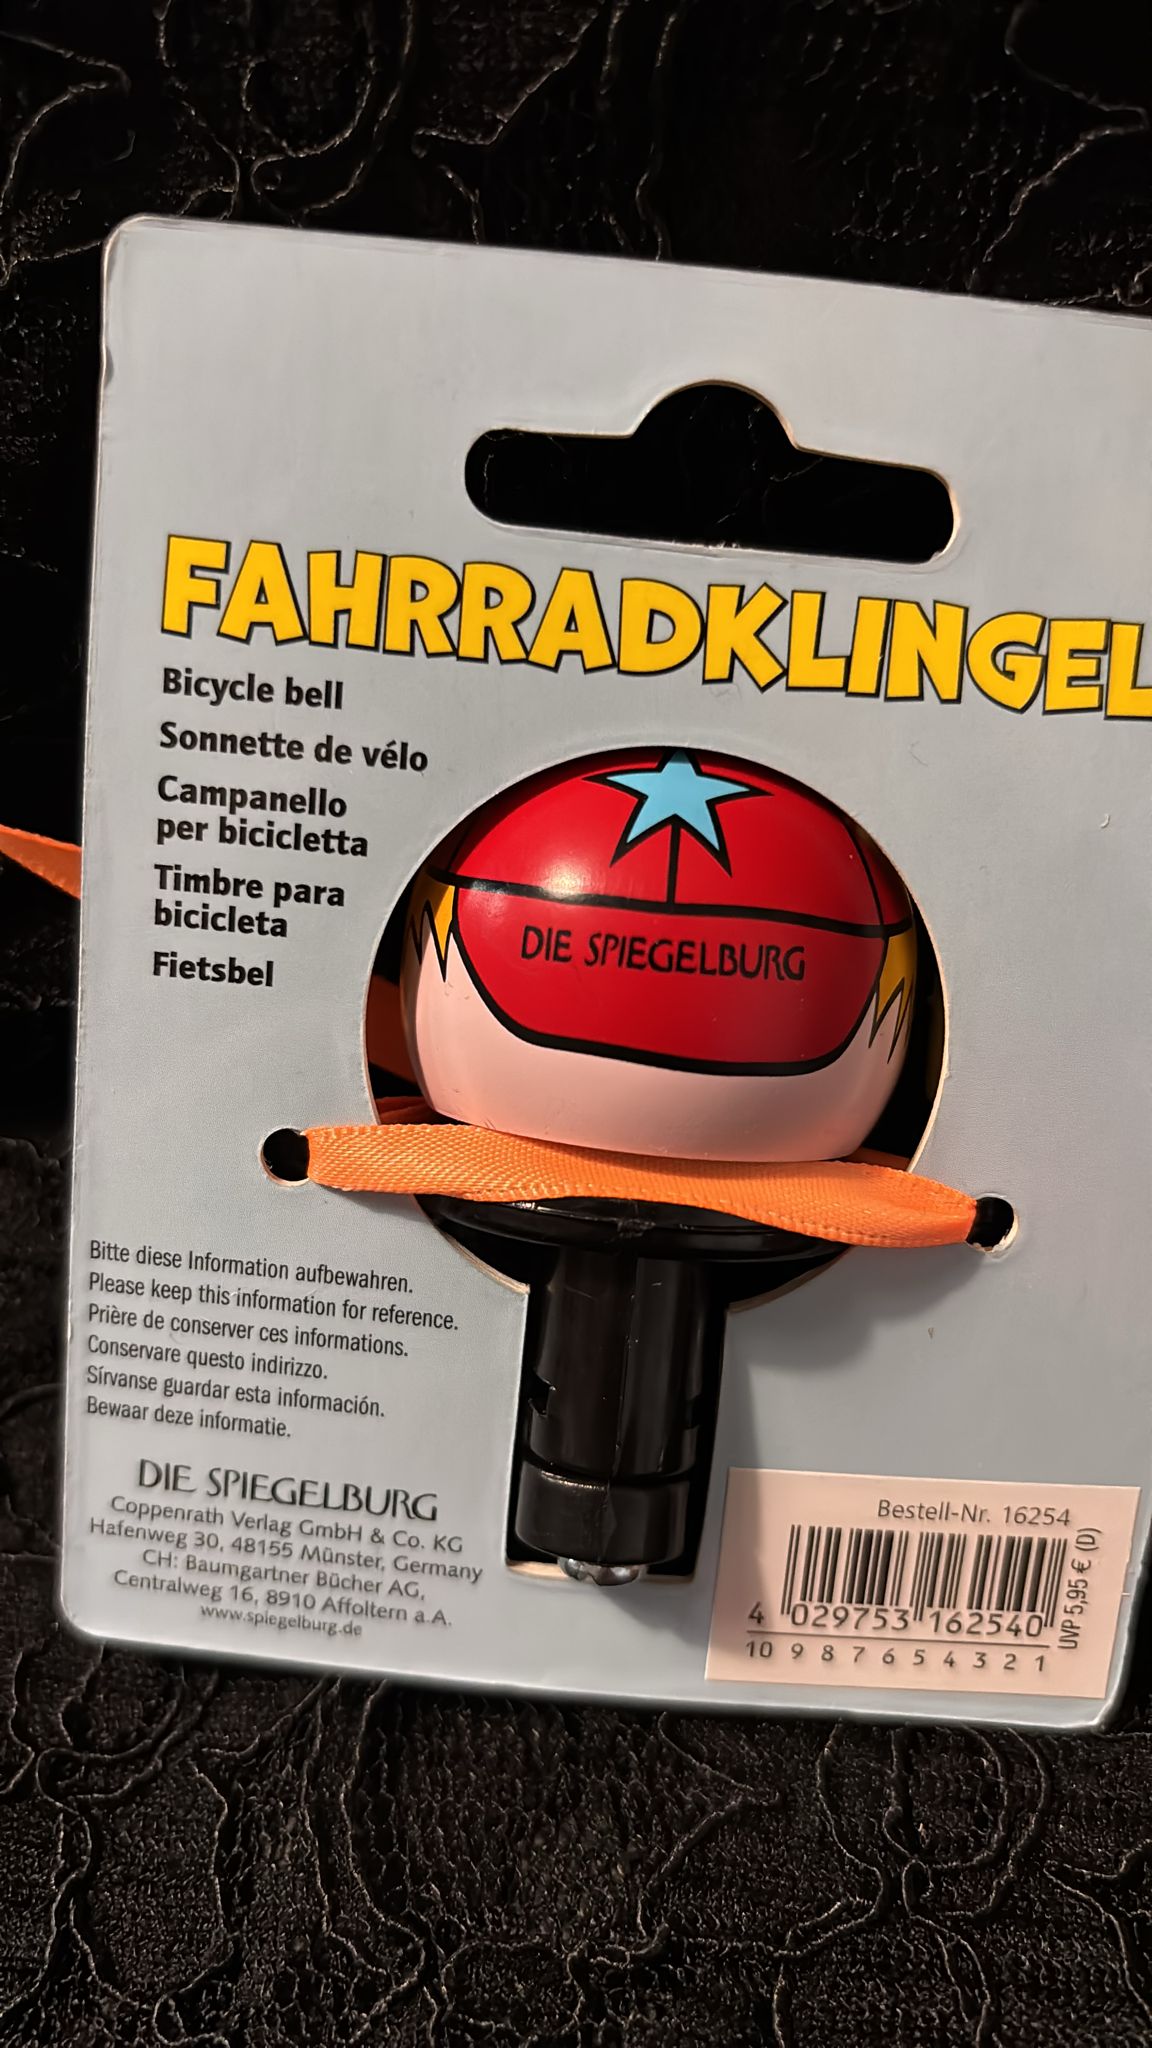 FAHRRADKLINGEL
Bicycle bell
Sonnette de vélo
Campanello
per bicicletta
Timbre para
bicicleta
Fietsbel
DIE SPIEGELBURG
Bitte diese Information aufbewahren.
Please keep this information for reference.
Prière de conserver ces informations.
Conservare questo indirizzo.
Sírvanse guardar esta información.
Bewaar deze informatie.
DIE SPIEGELBURG
Coppenrath Verlag GmbH & Co. KG
Hafenweg 30, 48155 Münster, Germany
CH: Baumgartner Bücher AG,
Centralweg 16, 8910 Affoltern a.A.
www.spiegelburg.de
Bestell-Nr. 16254
4 029753 162540
10 9 8 7 6 5 4 3 2 1
UVP 5,95 € (D)